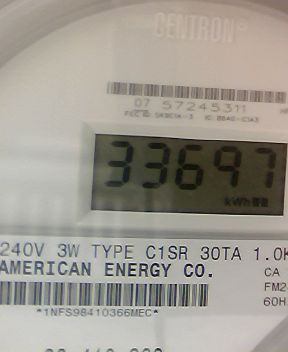 CENTRON®
07 57245311
33697
kWh
240V 3W TYPE C1SR 30TA 1.0K
AMERICAN ENERGY CO.
CA
FM2
60H
*1NFS98410366MEC*